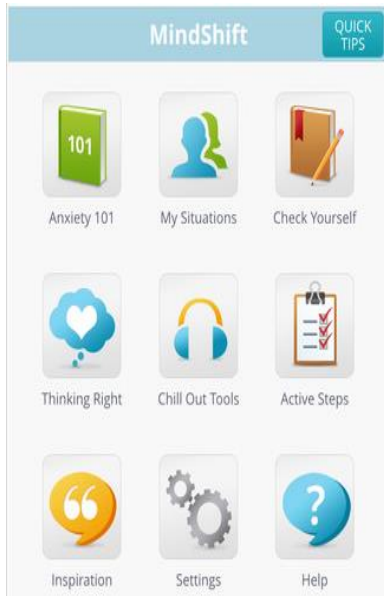 MindShift
QUICK
TIPS
101
Anxiety 101
My Situations
Check Yourself
Thinking Right
Chill Out Tools
Active Steps
Inspiration
Settings
Help